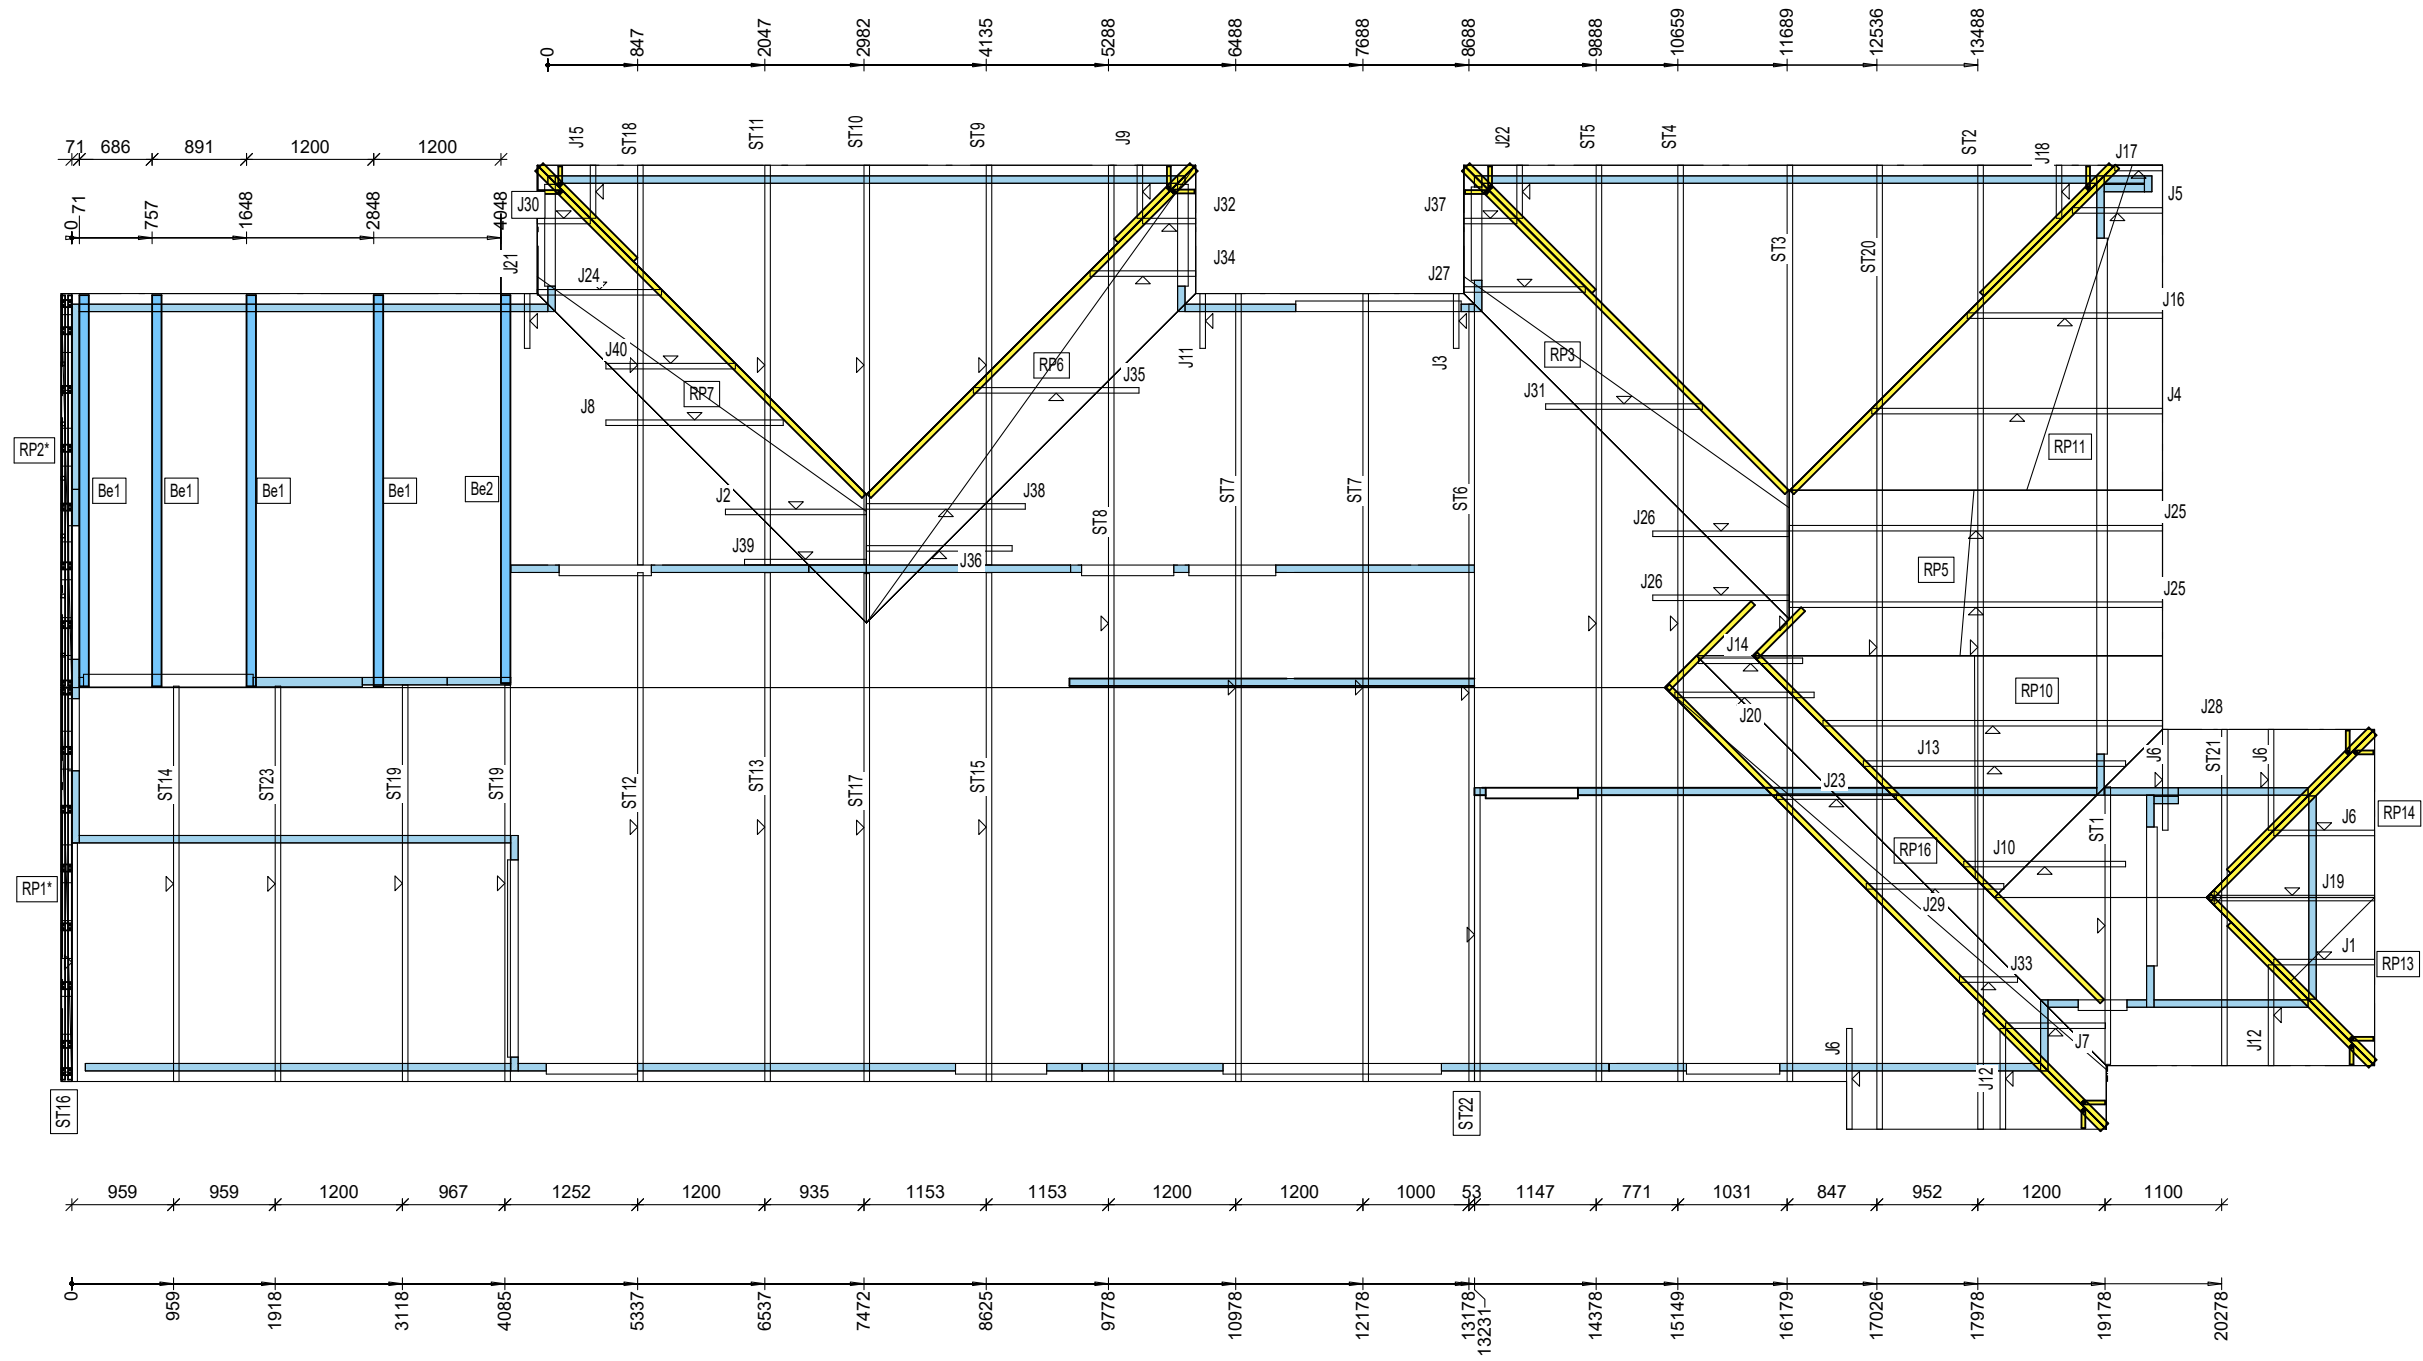 0 847 2047 2982 4135 5288 6488 7688 8688 9888 10659 11689 12536 13488
71 686 891 1200 1200
0 71 757 1648 2848 4048
J15 ST18 ST11 ST10 ST9 J9 J22 ST5 ST4 ST2 J18 J17
J30 J32 J37 J5
J21 J24 J34 J27 ST3 ST20 J16
J40 RP7 RP6 J35 J11 J3 RP3 J31 J4
J8 RP11
RP2* Be1 Be1 Be1 Be1 Be2 J2 J38 ST8 ST7 ST7 ST6 J26 J25
J39 J36 J26 RP5 J25
J14 RP10
J20 J28
ST14 ST23 ST19 ST19 ST12 ST13 ST17 ST15 J23 J13 J6 ST21 J6
RP16 J10 ST1 J6 RP14
RP1* J29 J19
J33 J1 RP13
J6 J12 J7 J12
ST16 ST22
959 959 1200 967 1252 1200 935 1153 1153 1200 1200 1000 53 1147 771 1031 847 952 1200 1100
0 959 1918 3118 4085 5337 6537 7472 8625 9778 10978 12178 13178 13231 14378 15149 16179 17026 17978 19178 20278